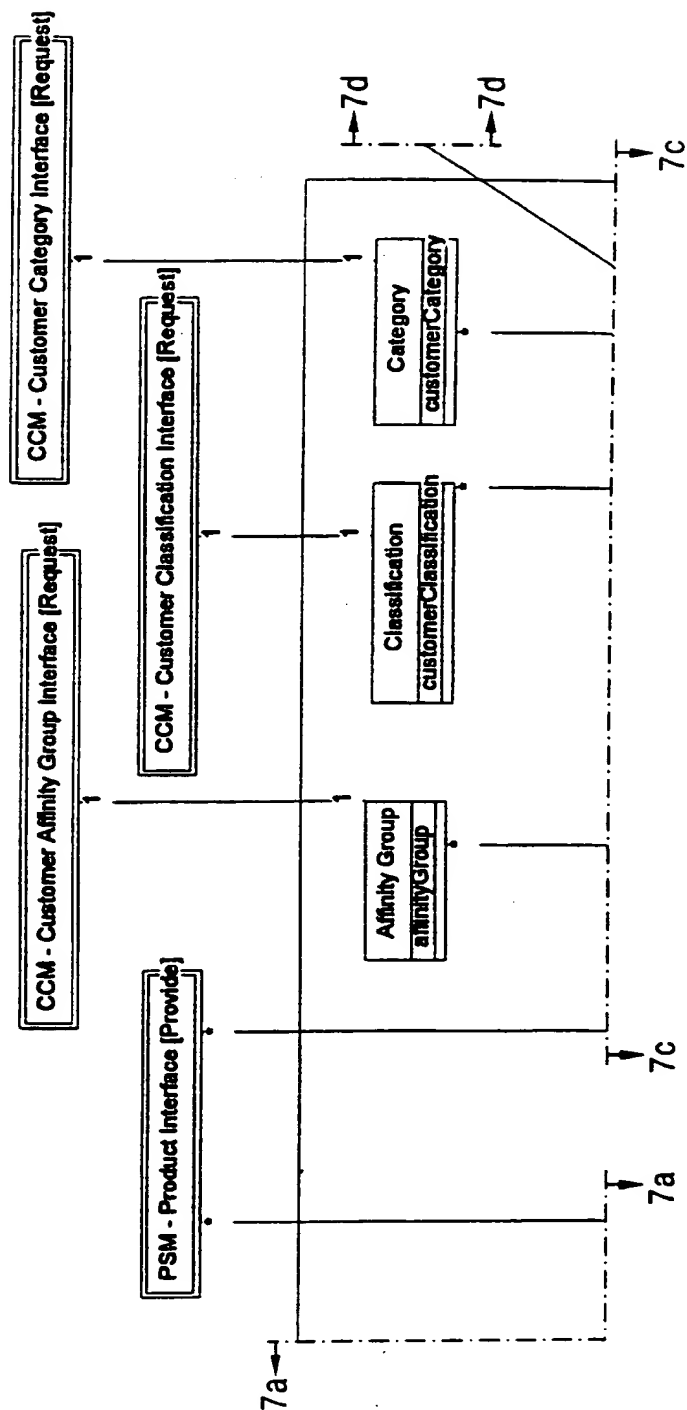 CCM - Customer Affinity Group Interface [Request]
CCM - Customer Category Interface [Request]
1
1
PSM - Product Interface [Provide]
CCM - Customer Classification Interface [Request]
*
*
1
7a
1
1
1
7d
7d
Affinity Group
affinityGroup
Classification
customerClassification
Category
customerCategory
*
*
*
7a
7c
7c